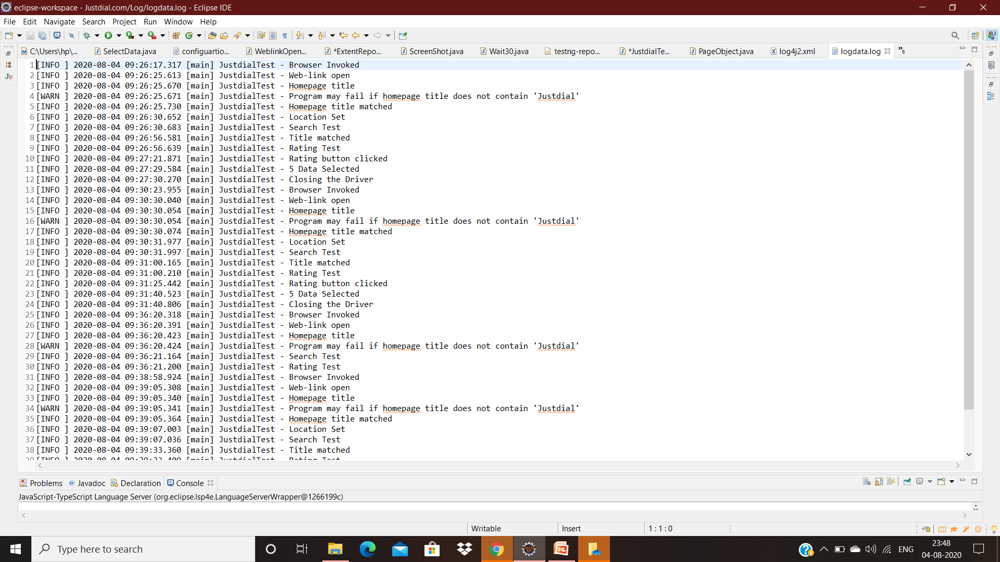 eclipse-workspace - Justdial.com/Log/logdata.log - Eclipse IDE
File Edit Navigate Search Project Run Window Help
C:\Users\hp\... SelectData.java configuartio... WeblinkOpen... *ExtentRepo... ScreenShot.java Wait30.java testng-repo... *JustdialTe... PageObject.java log4j2.xml logdata.log »6
1 [INFO ] 2020-08-04 09:26:17.317 [main] JustdialTest - Browser Invoked
2 [INFO ] 2020-08-04 09:26:25.613 [main] JustdialTest - Web-link open
3 [INFO ] 2020-08-04 09:26:25.670 [main] JustdialTest - Homepage title
4 [WARN ] 2020-08-04 09:26:25.671 [main] JustdialTest - Program may fail if homepage title does not contain 'Justdial'
5 [INFO ] 2020-08-04 09:26:25.730 [main] JustdialTest - Homepage title matched
6 [INFO ] 2020-08-04 09:26:30.652 [main] JustdialTest - Location Set
7 [INFO ] 2020-08-04 09:26:30.683 [main] JustdialTest - Search Test
8 [INFO ] 2020-08-04 09:26:56.581 [main] JustdialTest - Title matched
9 [INFO ] 2020-08-04 09:26:56.639 [main] JustdialTest - Rating Test
10 [INFO ] 2020-08-04 09:27:21.871 [main] JustdialTest - Rating button clicked
11 [INFO ] 2020-08-04 09:27:29.584 [main] JustdialTest - 5 Data Selected
12 [INFO ] 2020-08-04 09:27:30.270 [main] JustdialTest - Closing the Driver
13 [INFO ] 2020-08-04 09:30:23.955 [main] JustdialTest - Browser Invoked
14 [INFO ] 2020-08-04 09:30:30.040 [main] JustdialTest - Web-link open
15 [INFO ] 2020-08-04 09:30:30.054 [main] JustdialTest - Homepage title
16 [WARN ] 2020-08-04 09:30:30.054 [main] JustdialTest - Program may fail if homepage title does not contain 'Justdial'
17 [INFO ] 2020-08-04 09:30:30.074 [main] JustdialTest - Homepage title matched
18 [INFO ] 2020-08-04 09:30:31.977 [main] JustdialTest - Location Set
19 [INFO ] 2020-08-04 09:30:31.997 [main] JustdialTest - Search Test
20 [INFO ] 2020-08-04 09:31:00.165 [main] JustdialTest - Title matched
21 [INFO ] 2020-08-04 09:31:00.210 [main] JustdialTest - Rating Test
22 [INFO ] 2020-08-04 09:31:25.442 [main] JustdialTest - Rating button clicked
23 [INFO ] 2020-08-04 09:31:40.523 [main] JustdialTest - 5 Data Selected
24 [INFO ] 2020-08-04 09:31:40.806 [main] JustdialTest - Closing the Driver
25 [INFO ] 2020-08-04 09:36:20.318 [main] JustdialTest - Browser Invoked
26 [INFO ] 2020-08-04 09:36:20.391 [main] JustdialTest - Web-link open
27 [INFO ] 2020-08-04 09:36:20.423 [main] JustdialTest - Homepage title
28 [WARN ] 2020-08-04 09:36:20.424 [main] JustdialTest - Program may fail if homepage title does not contain 'Justdial'
29 [INFO ] 2020-08-04 09:36:21.164 [main] JustdialTest - Search Test
30 [INFO ] 2020-08-04 09:36:21.200 [main] JustdialTest - Rating Test
31 [INFO ] 2020-08-04 09:38:58.924 [main] JustdialTest - Browser Invoked
32 [INFO ] 2020-08-04 09:39:05.308 [main] JustdialTest - Web-link open
33 [INFO ] 2020-08-04 09:39:05.340 [main] JustdialTest - Homepage title
34 [WARN ] 2020-08-04 09:39:05.341 [main] JustdialTest - Program may fail if homepage title does not contain 'Justdial'
35 [INFO ] 2020-08-04 09:39:05.364 [main] JustdialTest - Homepage title matched
36 [INFO ] 2020-08-04 09:39:07.003 [main] JustdialTest - Location Set
37 [INFO ] 2020-08-04 09:39:07.036 [main] JustdialTest - Search Test
38 [INFO ] 2020-08-04 09:39:33.360 [main] JustdialTest - Title matched
Problems @ Javadoc Declaration Console
JavaScript-TypeScript Language Server (org.eclipse.lsp4e.LanguageServerWrapper@1266199c)
Writable Insert 1 : 1 : 0
Type here to search
ENG
23:48
04-08-2020